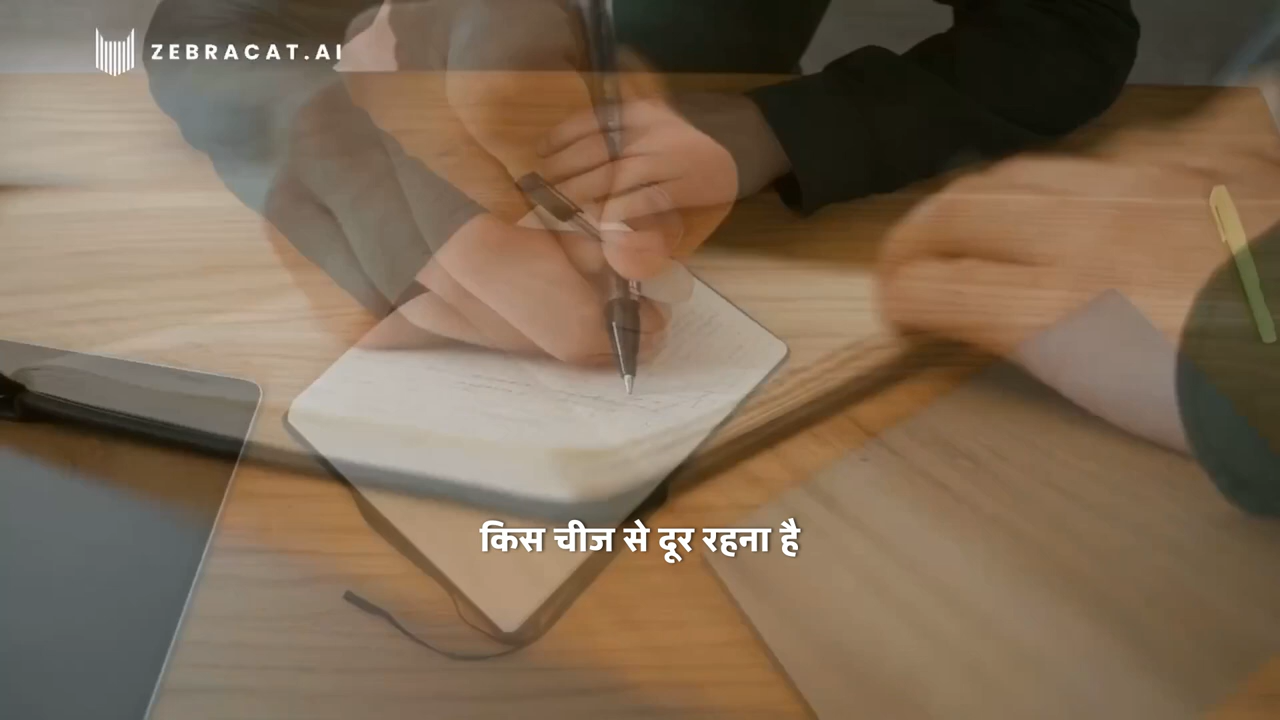 ZEBRACAT.AI
किस चीज से दूर रहना है